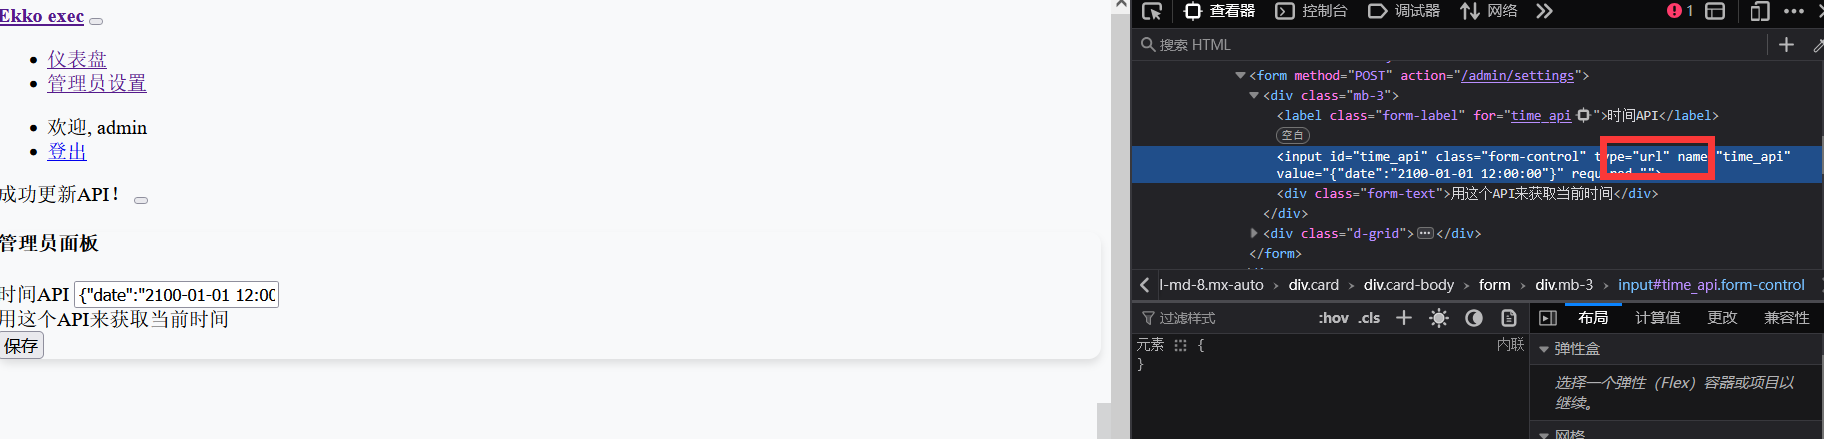 Ekko exec
仪表盘
管理员设置
欢迎, admin
登出
成功更新API！
管理员面板
时间API {"date":"2100-01-01 12:00
用这个API来获取当前时间
保存
查看器 控制台 调试器 网络 1
搜索 HTML
<form method="POST" action="/admin/settings">
<div class="mb-3">
<label class="form-label" for="time_api">时间API</label>
空白
<input id="time_api" class="form-control" type="url" name="time_api"
value="{"date":"2100-01-01 12:00:00"}" required="">
<div class="form-text">用这个API来获取当前时间</div>
</div>
<div class="d-grid"></div>
</form>
l-md-8.mx-auto div.card div.card-body form div.mb-3 input#time_api.form-control
过滤样式 :hov .cls
元素 { 内联
}
布局 计算值 更改 兼容性
弹性盒
选择一个弹性（Flex）容器或项目以
继续。
网格